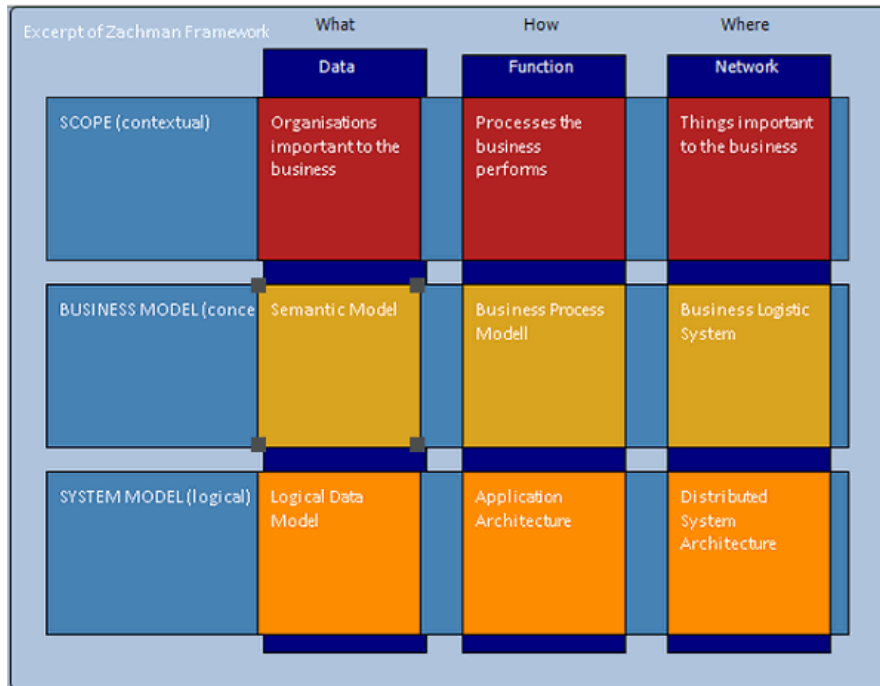 What How Where
Excerpt of Zachman Framework
Data Function Network
SCOPE (contextual)
Organisations
important to the
business
Processes the
business
performs
Things important
to the business
BUSINESS MODEL (conce
Semantic Model
Business Process
Modell
Business Logistic
System
SYSTEM MODEL (logical)
Logical Data
Model
Application
Architecture
Distributed
System
Architecture